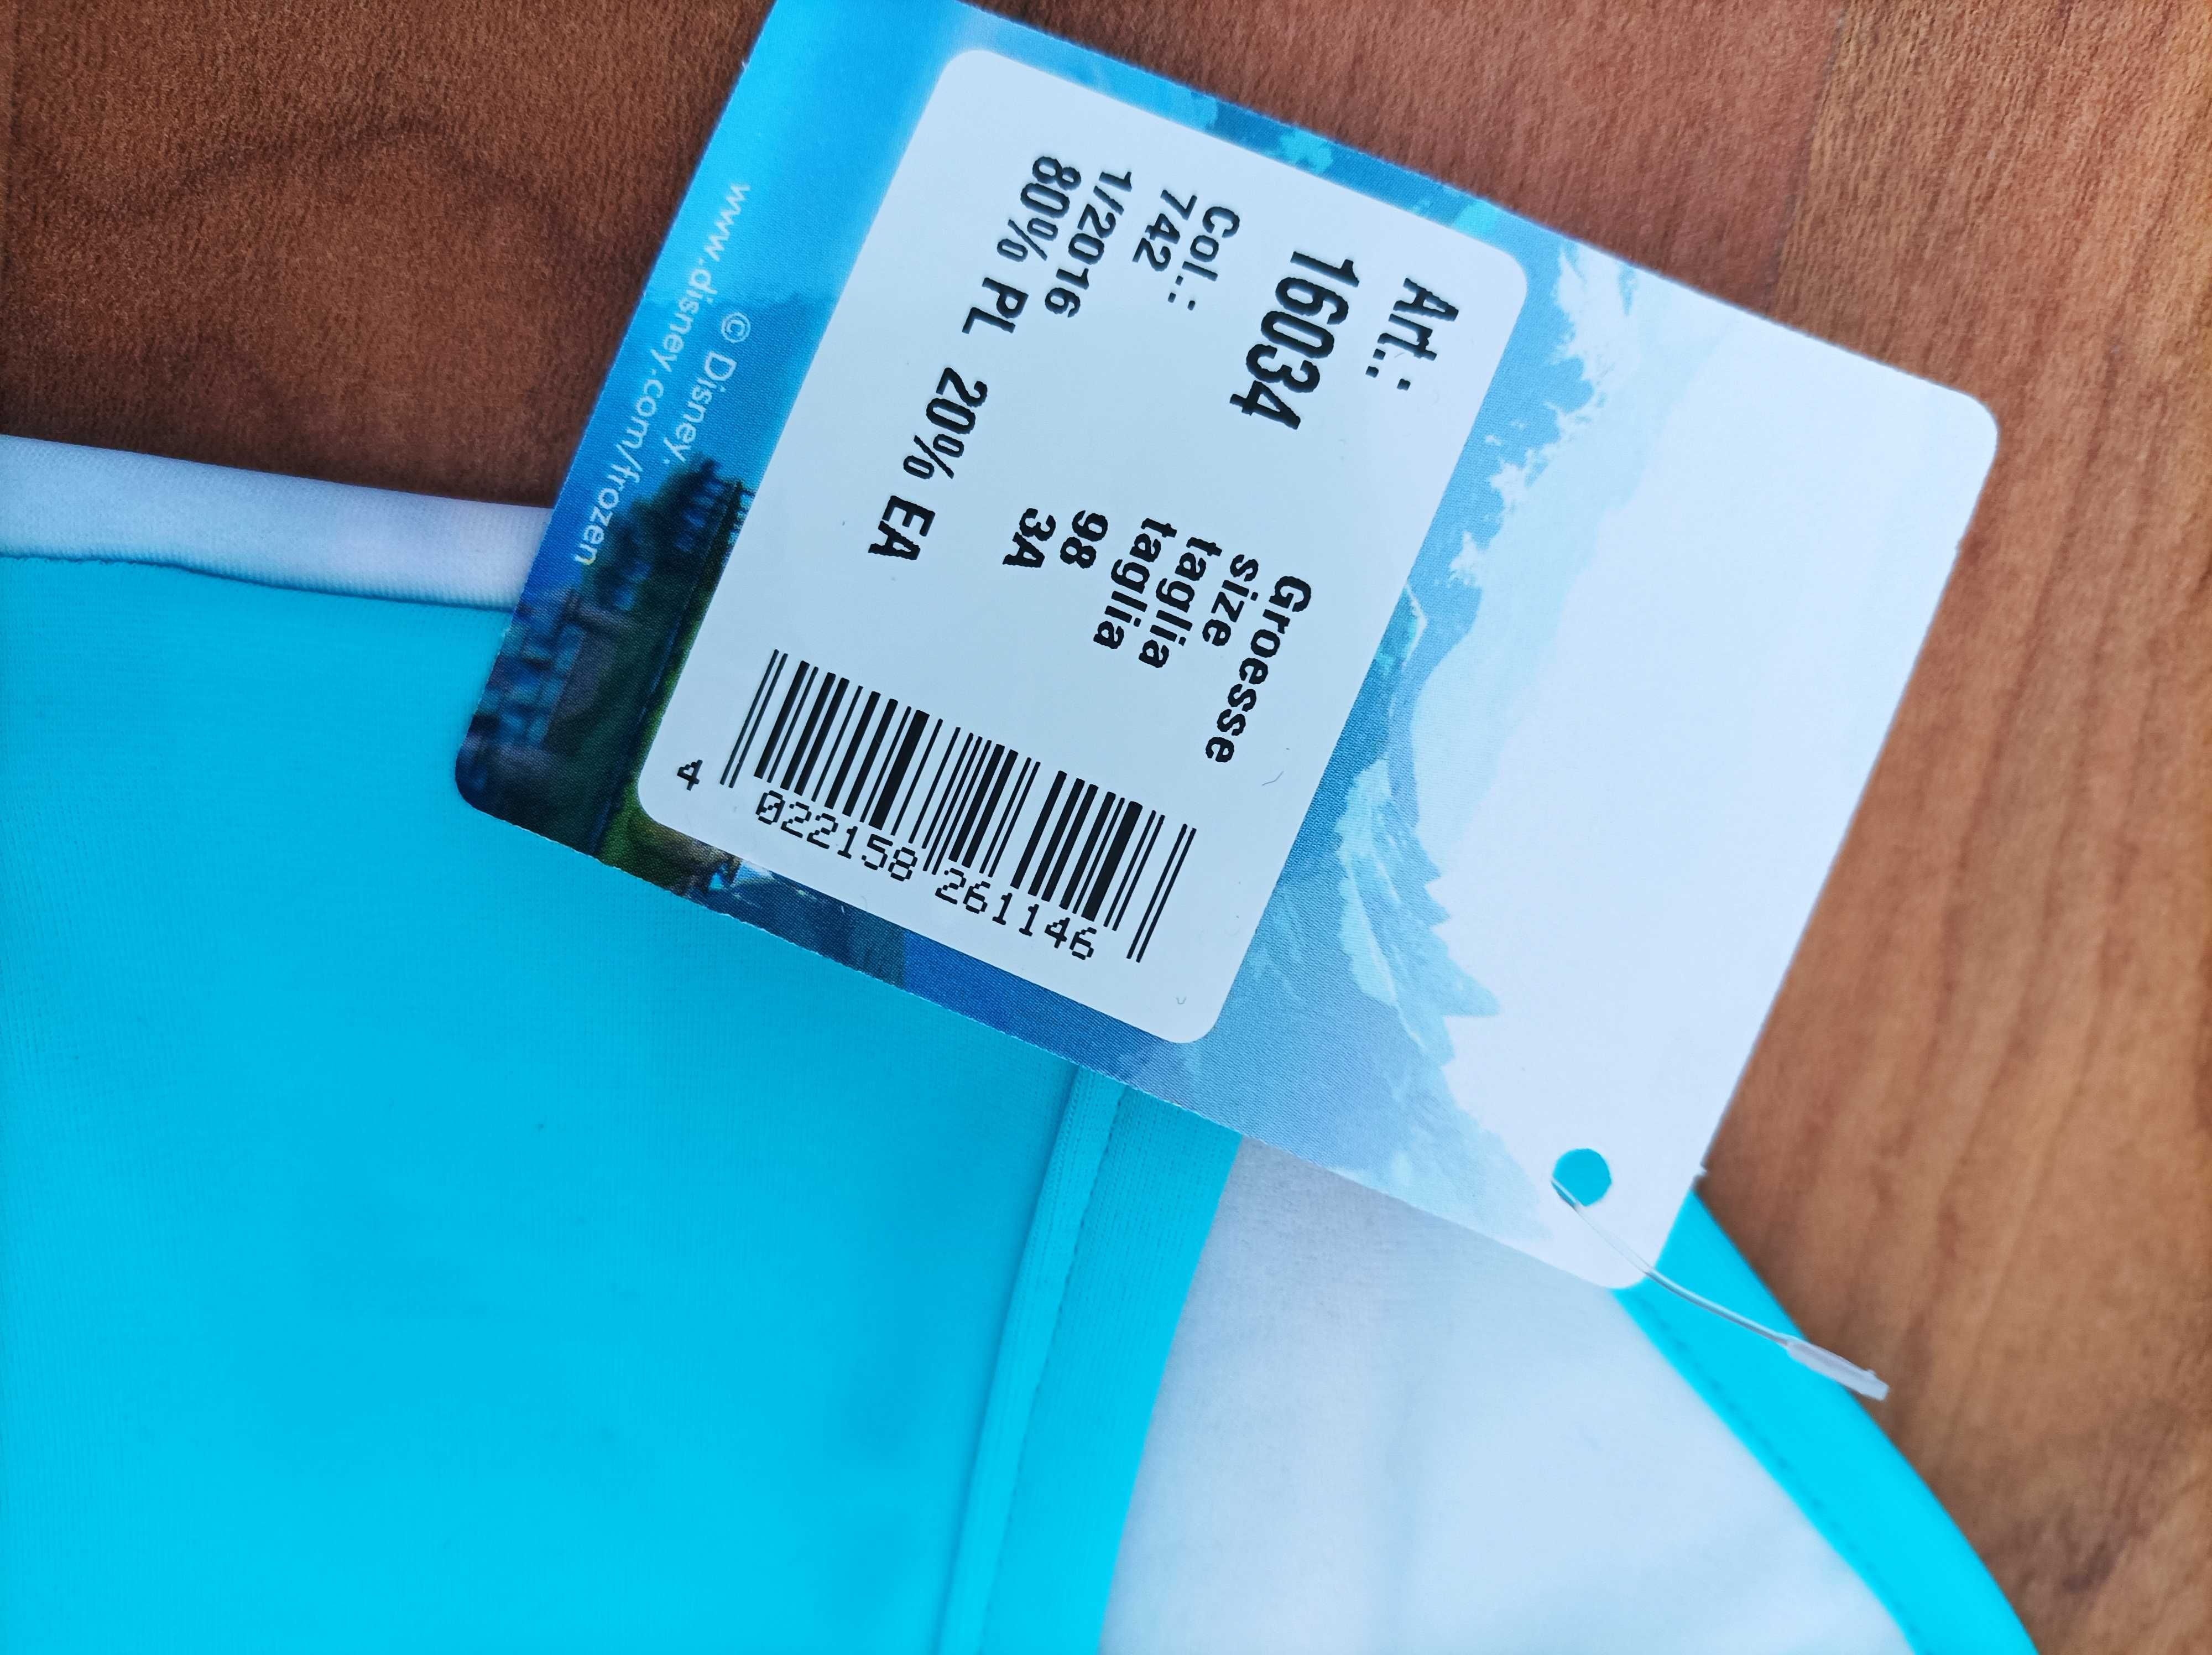 Art.:
16034
Col.:
742
1/2016
80% PL 20% EA
Groesse
size
taglia
taglia
98
3A
4 022158 261146
© Disney.
www.disney.com/frozen